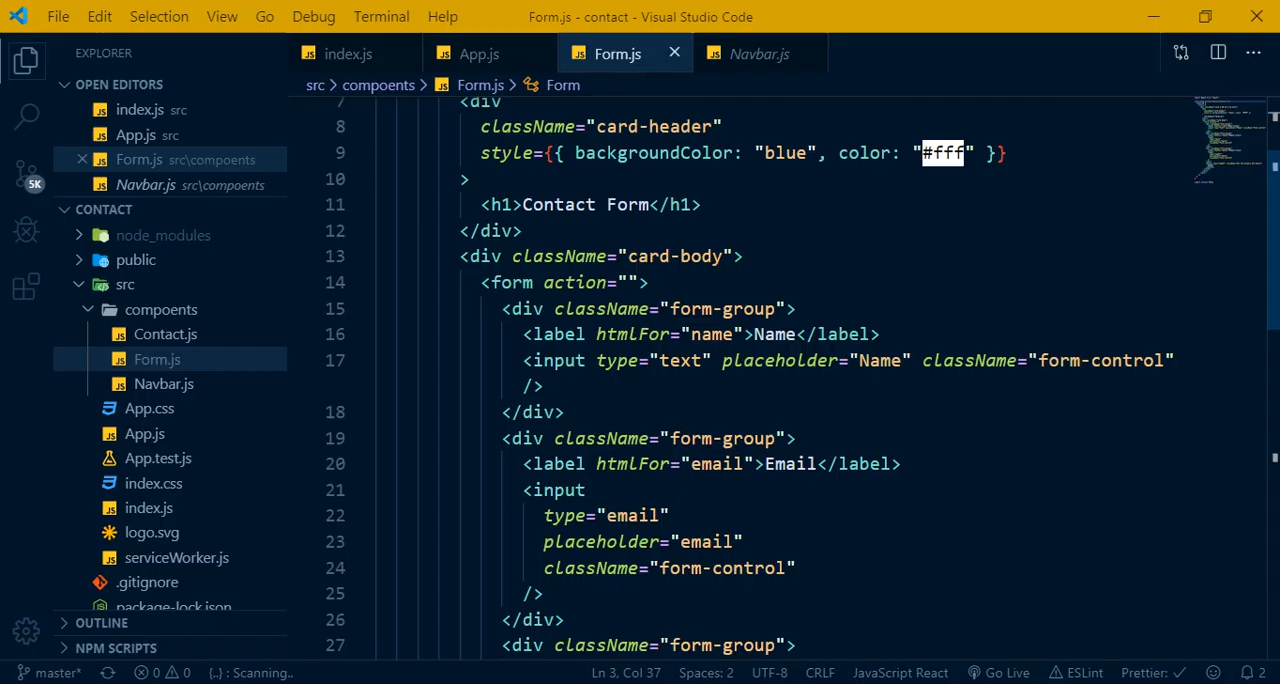 File Edit Selection View Go Debug Terminal Help Form.js - contact - Visual Studio Code
EXPLORER
OPEN EDITORS
index.js src
App.js src
Form.js src\compoents
Navbar.js src\compoents
CONTACT
node_modules
public
src
compoents
Contact.js
Form.js
Navbar.js
App.css
App.js
App.test.js
index.css
index.js
logo.svg
serviceWorker.js
.gitignore
package-lock.json
OUTLINE
NPM SCRIPTS
5K
index.js App.js Form.js Navbar.js
src > compoents > Form.js > Form
7 <div
8 className="card-header"
9 style={{ backgroundColor: "blue", color: "#fff" }}
10 >
11 <h1>Contact Form</h1>
12 </div>
13 <div className="card-body">
14 <form action="">
15 <div className="form-group">
16 <label htmlFor="name">Name</label>
17 <input type="text" placeholder="Name" className="form-control"
/>
18 </div>
19 <div className="form-group">
20 <label htmlFor="email">Email</label>
21 <input
22 type="email"
23 placeholder="email"
24 className="form-control"
25 />
26 </div>
27 <div className="form-group">
master* 0 0 {..} : Scanning.. Ln 3, Col 37 Spaces: 2 UTF-8 CRLF JavaScript React Go Live ESLint Prettier: ✓ 2